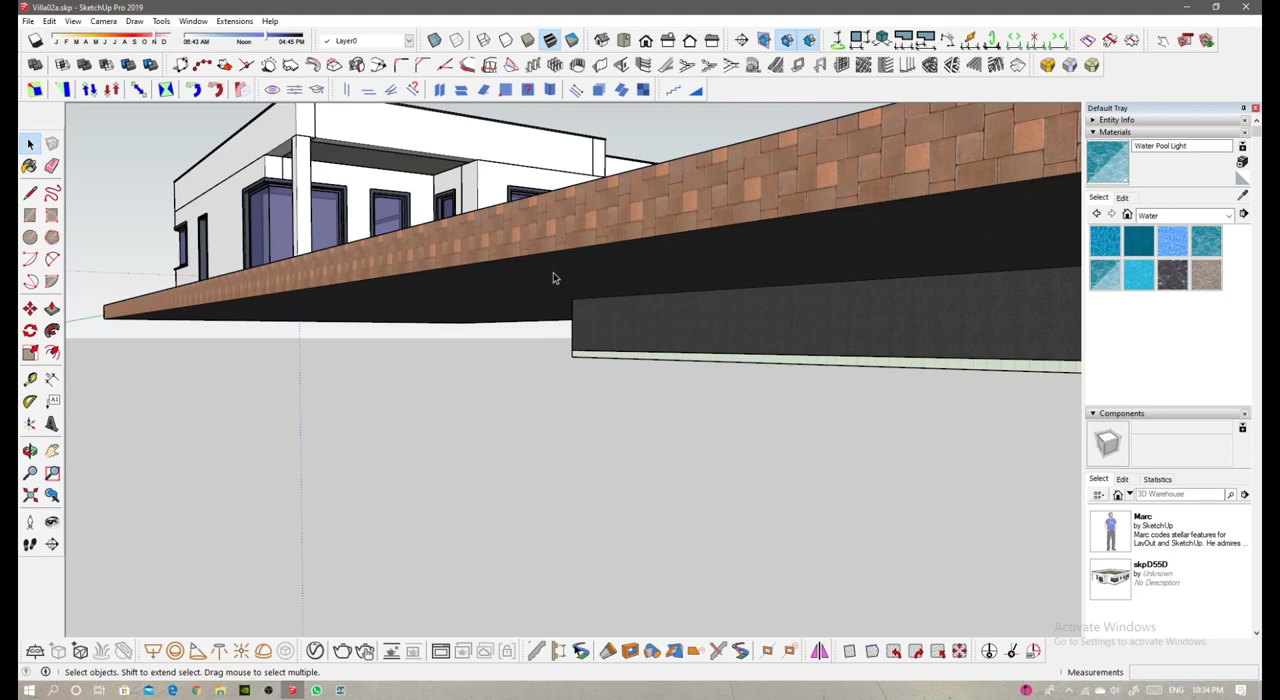 Villa02a.skp - SketchUp Pro 2019
File Edit View Camera Draw Tools Window Extensions Help
J F M A M J J A S O N D
06:43 AM Noon 04:45 PM
Layer0
Default Tray
Entity Info
Materials
Water Pool Light
Select Edit
Water
Components
Select Edit Statistics
3D Warehouse
Marc
by SketchUp
Marc codes stellar features for
LayOut and SketchUp. He admires ...
skpD55D
by Unknown
No Description
Activate Windows
Go to Settings to activate Windows.
Select objects. Shift to extend select. Drag mouse to select multiple.
Measurements
ENG 10:34 PM